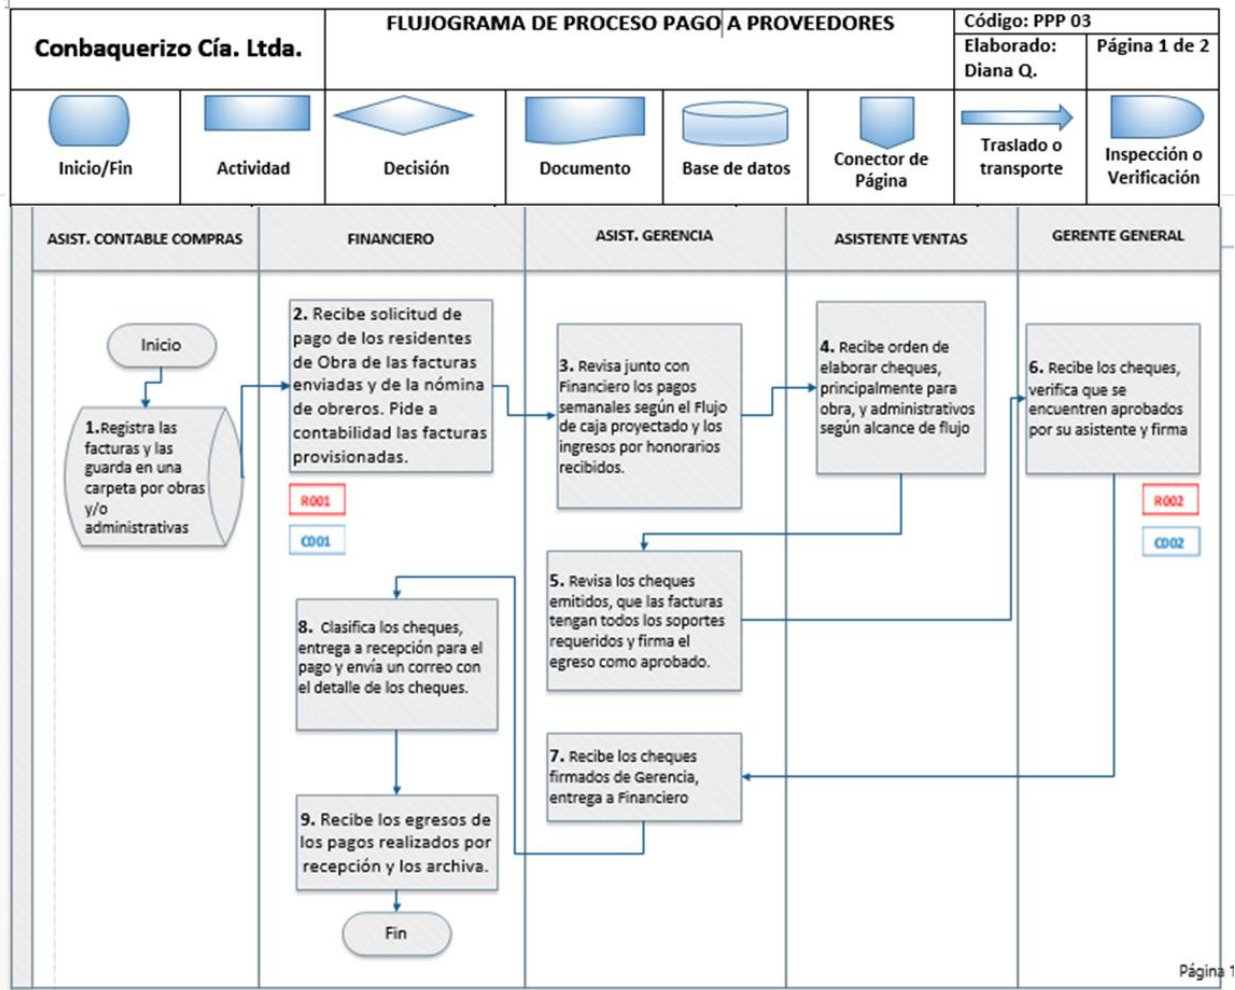 Conbaquerizo Cía. Ltda.
FLUJOGRAMA DE PROCESO PAGO A PROVEEDORES
Código: PPP 03
Elaborado:
Diana Q.
Página 1 de 2
Inicio/Fin
Actividad
Decisión
Documento
Base de datos
Conector de
Página
Traslado o
transporte
Inspección o
Verificación
ASIST. CONTABLE COMPRAS
FINANCIERO
ASIST. GERENCIA
ASISTENTE VENTAS
GERENTE GENERAL
Inicio
1.Registra las
facturas y las
guarda en una
carpeta por obras
y/o
administrativas
2. Recibe solicitud de
pago de los residentes
de Obra de las facturas
enviadas y de la nómina
de obreros. Pide a
contabilidad las facturas
provisionadas.
R001
C001
3. Revisa junto con
Financiero los pagos
semanales según el Flujo
de caja proyectado y los
ingresos por honorarios
recibidos.
4. Recibe orden de
elaborar cheques,
principalmente para
obra, y administrativos
según alcance de flujo
5. Revisa los cheques
emitidos, que las facturas
tengan todos los soportes
requeridos y firma el
egreso como aprobado.
6. Recibe los cheques,
verifica que se
encuentren aprobados
por su asistente y firma
R002
C002
7. Recibe los cheques
firmados de Gerencia,
entrega a Financiero
8. Clasifica los cheques,
entrega a recepción para el
pago y envía un correo con
el detalle de los cheques.
9. Recibe los egresos de
los pagos realizados por
recepción y los archiva.
Fin
Página 1